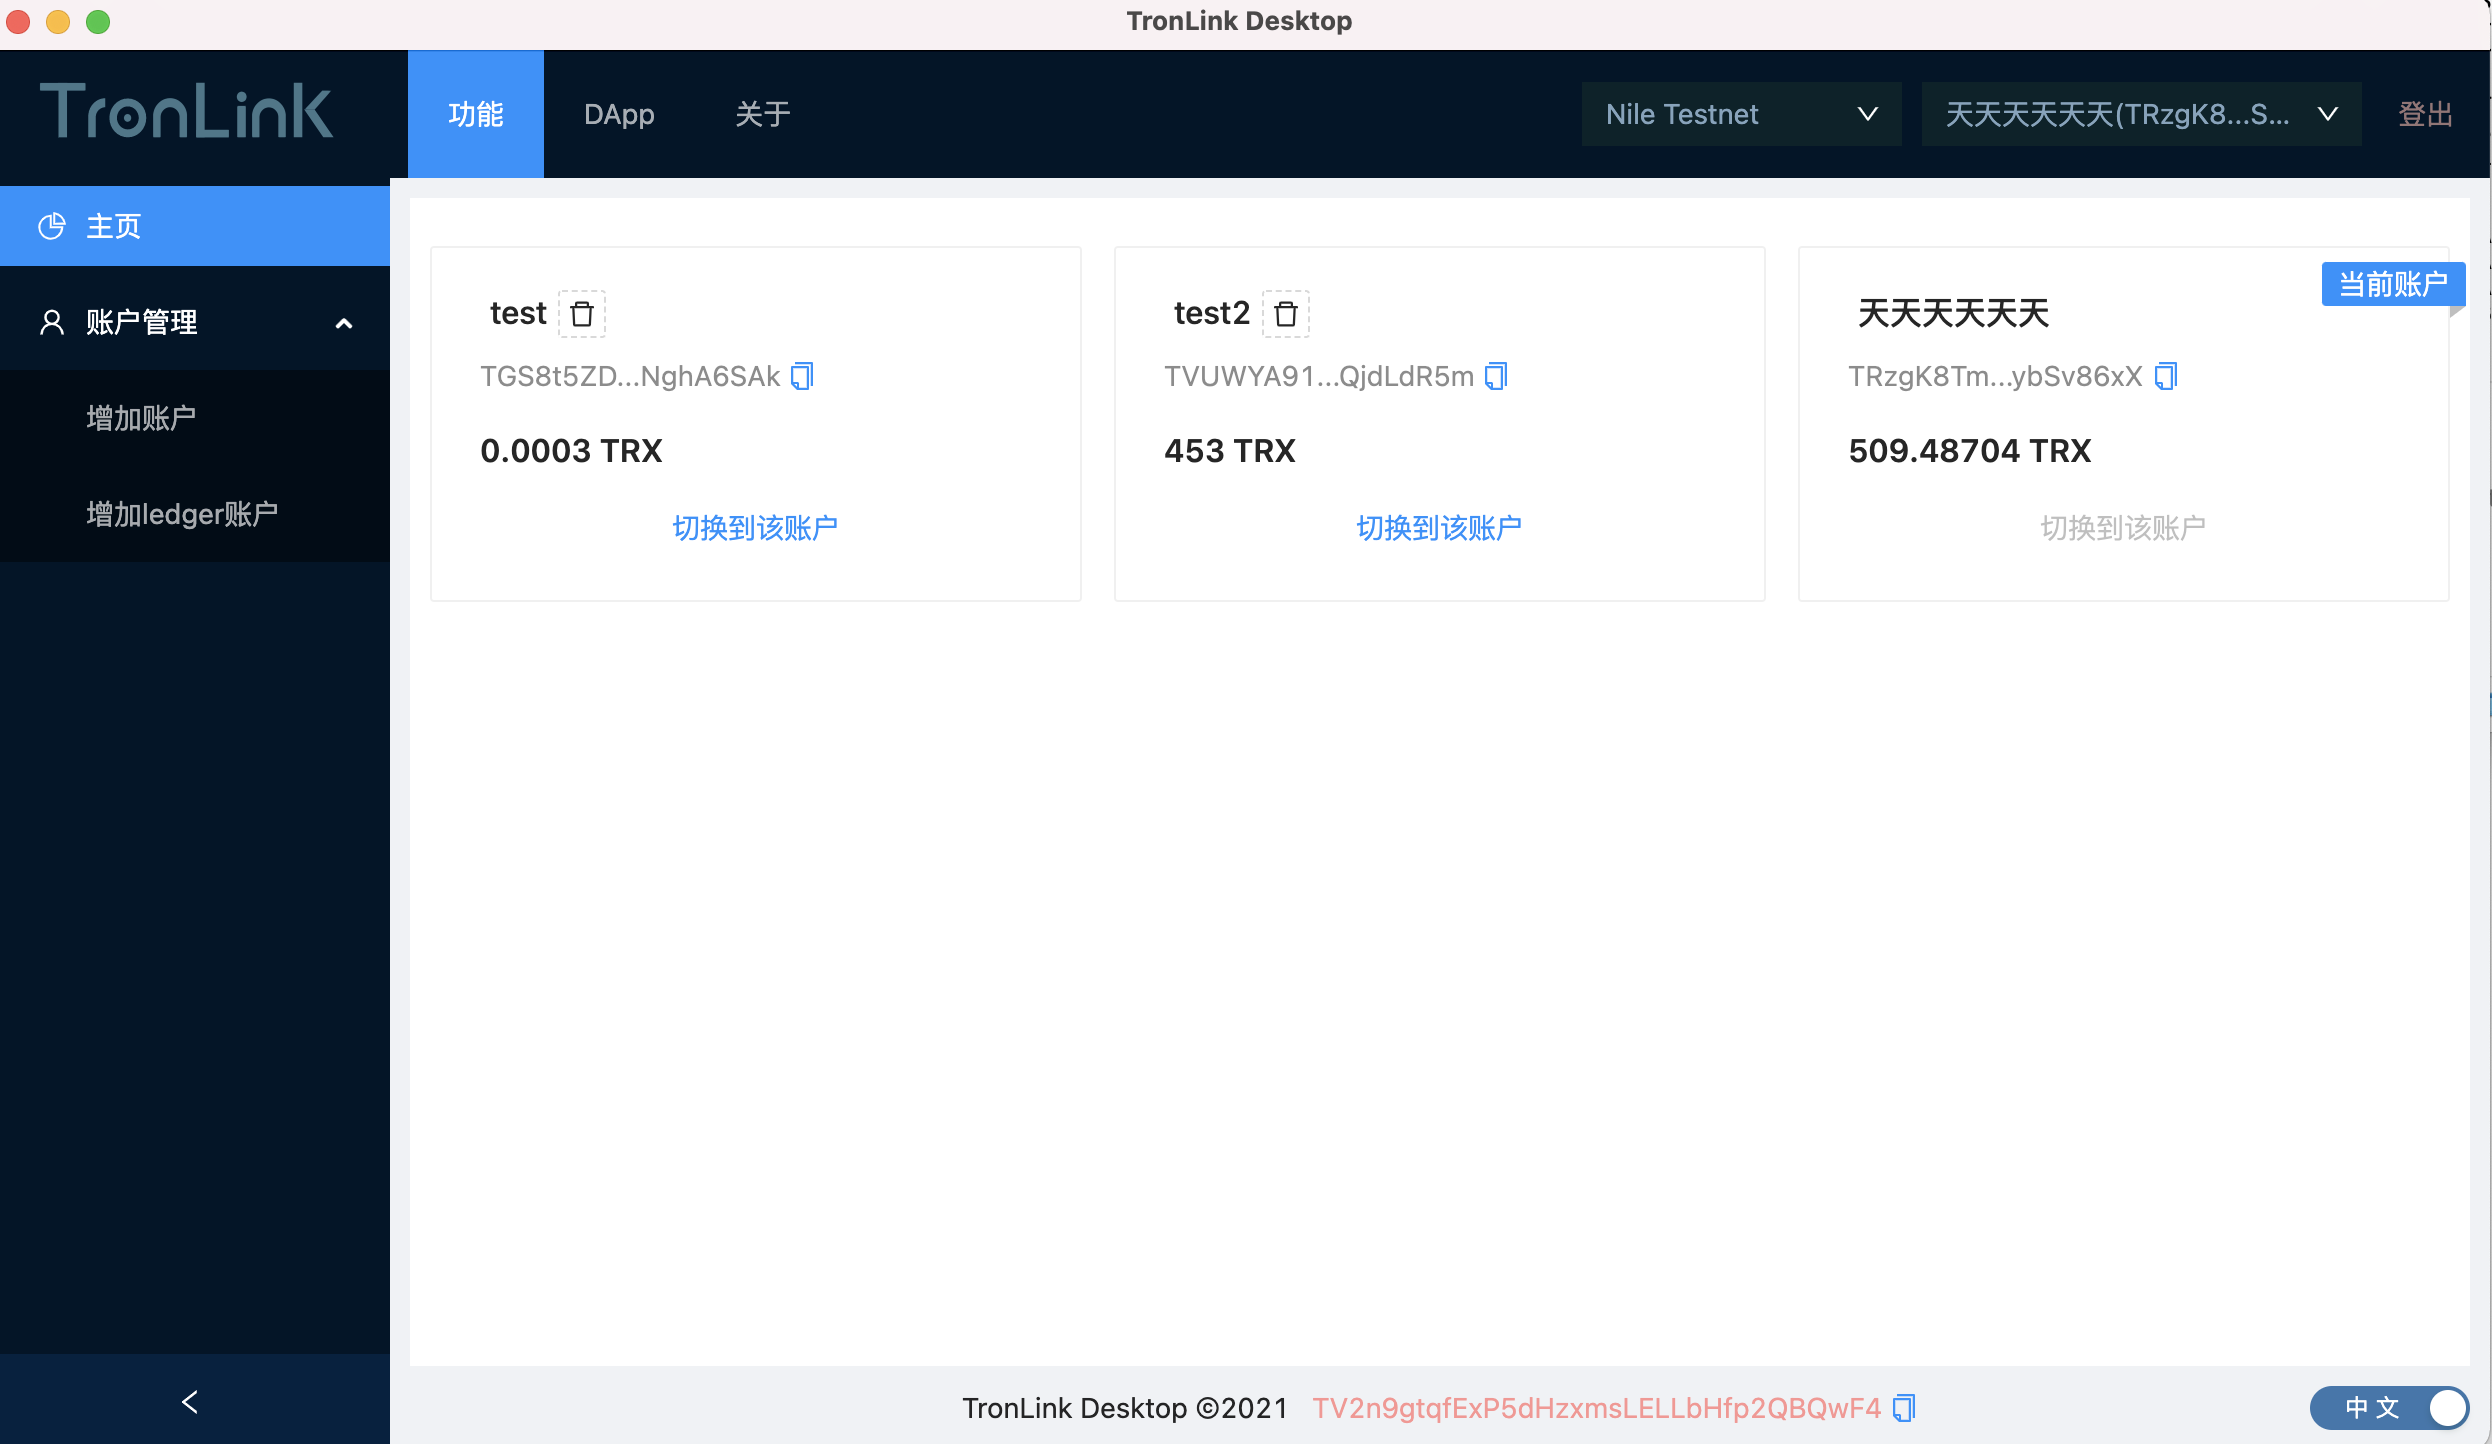 TronLink Desktop
TronLink
功能
DApp
关于
Nile Testnet
天天天天天天(TRzgK8...S...
登出
主页
账户管理
增加账户
增加ledger账户
test
TGS8t5ZD...NghA6SAk
0.0003 TRX
切换到该账户
test2
TVUWYA91...QjdLdR5m
453 TRX
切换到该账户
当前账户
天天天天天天
TRzgK8Tm...ybSv86xX
509.48704 TRX
切换到该账户
TronLink Desktop ©2021 TV2n9gtqfExP5dHzxmsLELLbHfp2QBQwF4
中文